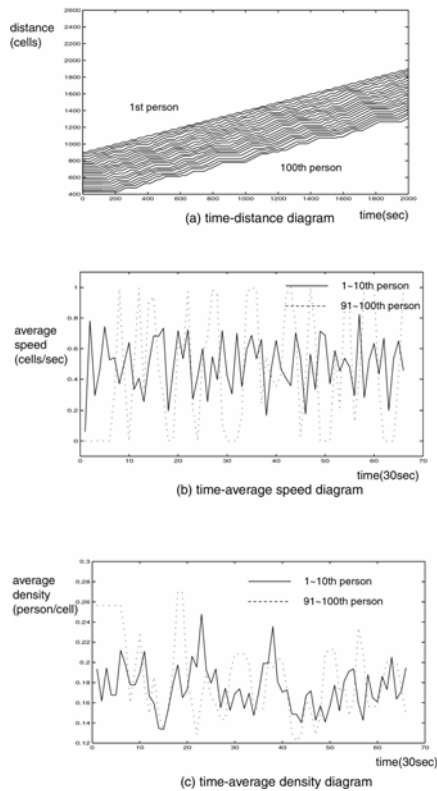 distance
(cells)
2600
2400
2200
2000
1800
1600
1400
1200
1000
800
600
400
1st person
100th person
0 200 400 600 800 1000 1200 1400 1600 1800 2000
time(sec)
(a) time-distance diagram
average
speed
(cells/sec)
1
0.8
0.6
0.4
0.2
0
1~10th person
91~100th person
0 10 20 30 40 50 60 70
time(30sec)
(b) time-average speed diagram
average
density
(person/cell)
0.3
0.28
0.26
0.24
0.22
0.2
0.18
0.16
0.14
0.12
1~10th person
91~100th person
0 10 20 30 40 50 60 70
time(30sec)
(c) time-average density diagram